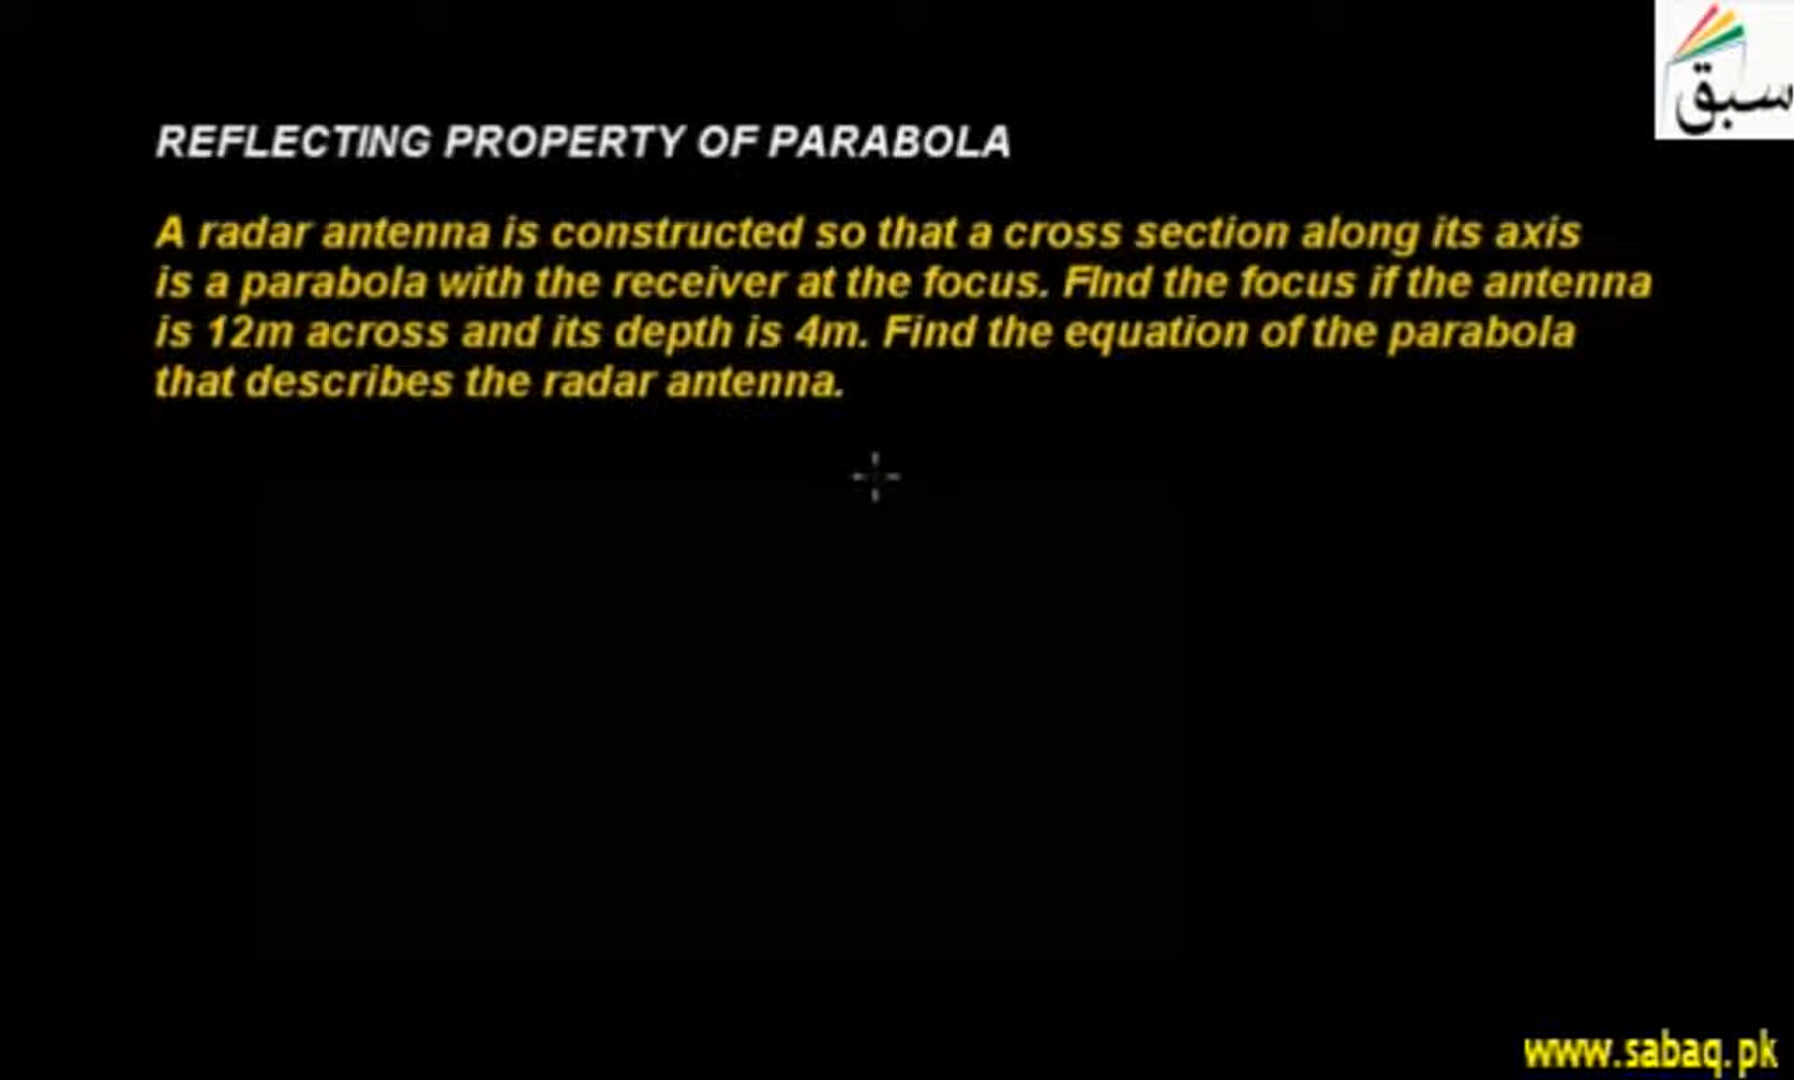 سبق
REFLECTING PROPERTY OF PARABOLA
A radar antenna is constructed so that a cross section along its axis
is a parabola with the receiver at the focus. FInd the focus if the antenna
is 12m across and its depth is 4m. Find the equation of the parabola
that describes the radar antenna.
www.sabaq.pk